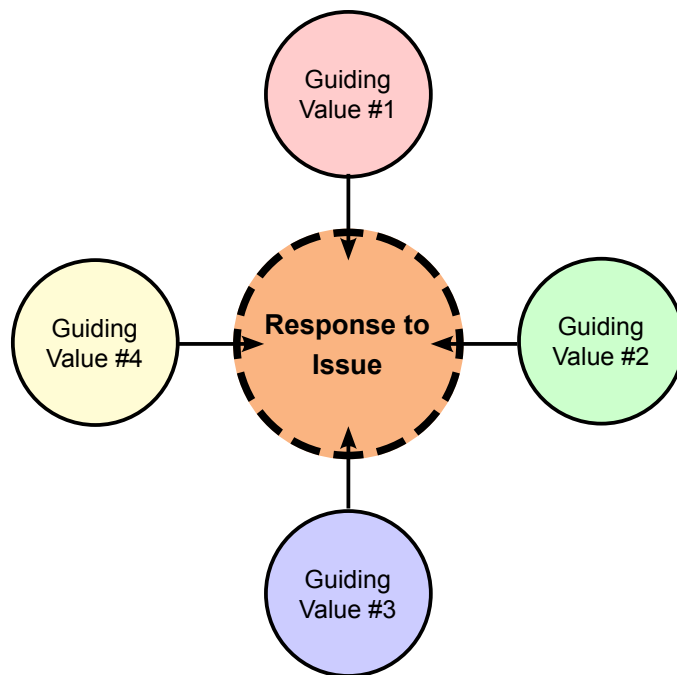 Guiding
Value #1
Guiding
Value #4
Response to
Issue
Guiding
Value #2
Guiding
Value #3